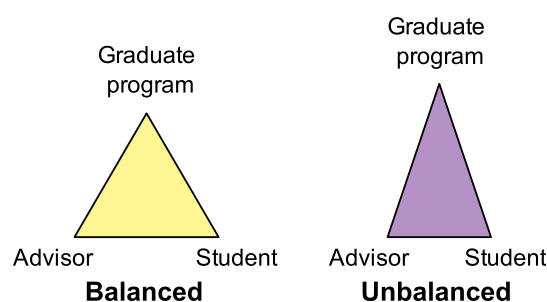 Graduate
program
Advisor
Student
Balanced
Graduate
program
Advisor
Student
Unbalanced